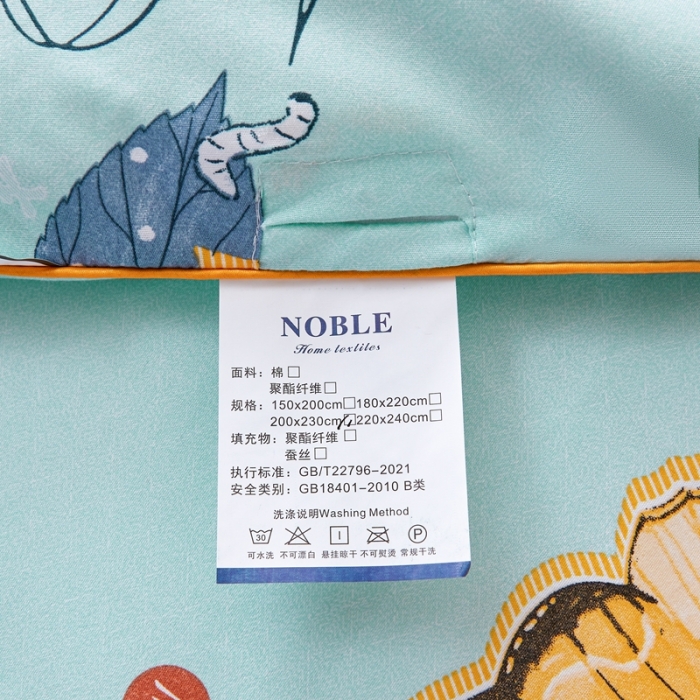 NOBLE
Home textiles
面料：棉□
聚酯纤维□
规格：150x200cm□180x220cm□
200x230cm☑220x240cm□
填充物：聚酯纤维□
蚕丝□
执行标准：GB/T22796-2021
安全类别：GB18401-2010 B类
洗涤说明Washing Method
30 P
可水洗 不可漂白 悬挂晾干 不可熨烫 常规干洗